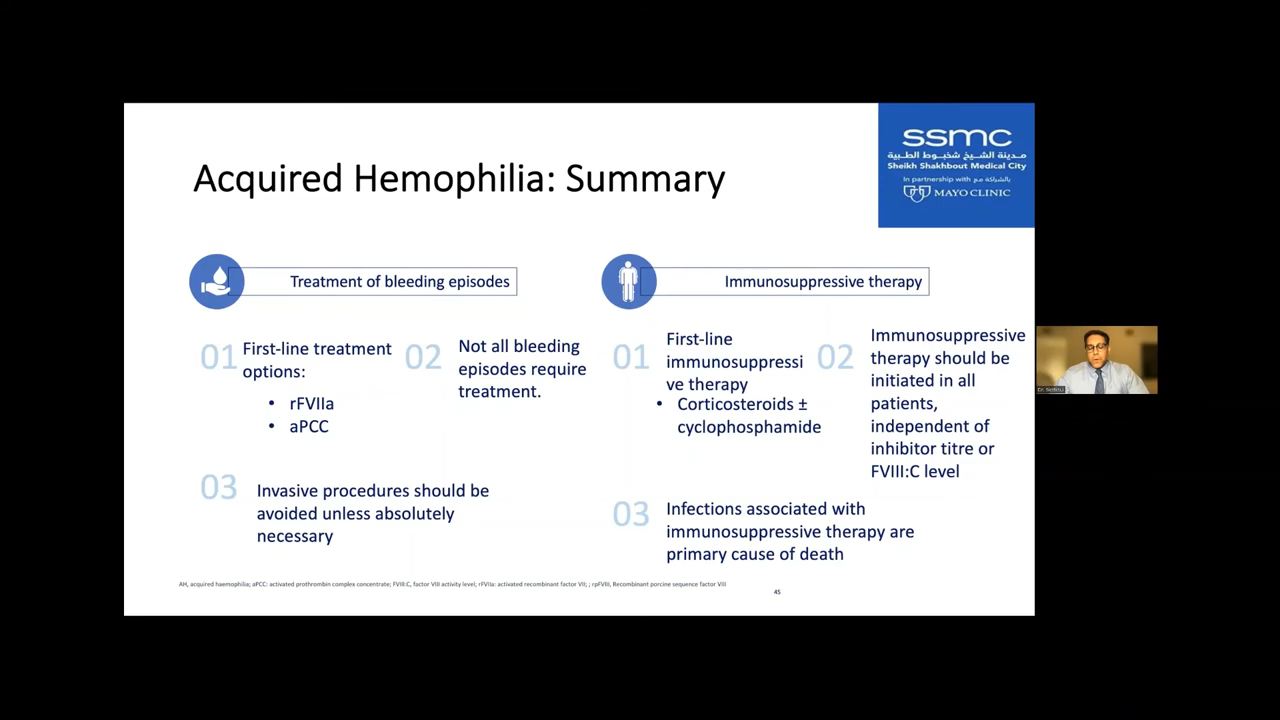 ssmc
مدينة الشيخ شخبوط الطبية
Sheikh Shakhbout Medical City
In partnership with بالشراكة مع
MAYO CLINIC
Acquired Hemophilia: Summary
Treatment of bleeding episodes
01
First-line treatment
options:
• rFVIIa
• aPCC
02
Not all bleeding
episodes require
treatment.
03
Invasive procedures should be
avoided unless absolutely
necessary
Immunosuppressive therapy
01
First-line
immunosuppressi
ve therapy
• Corticosteroids ±
cyclophosphamide
02
Immunosuppressive
therapy should be
initiated in all
patients,
independent of
inhibitor titre or
FVIII:C level
03
Infections associated with
immunosuppressive therapy are
primary cause of death
AH, acquired haemophilia; aPCC: activated prothrombin complex concentrate; FVIII:C, factor VIII activity level; rFVIIa: activated recombinant factor VII; ; rpFVIII, Recombinant porcine sequence factor VIII
45